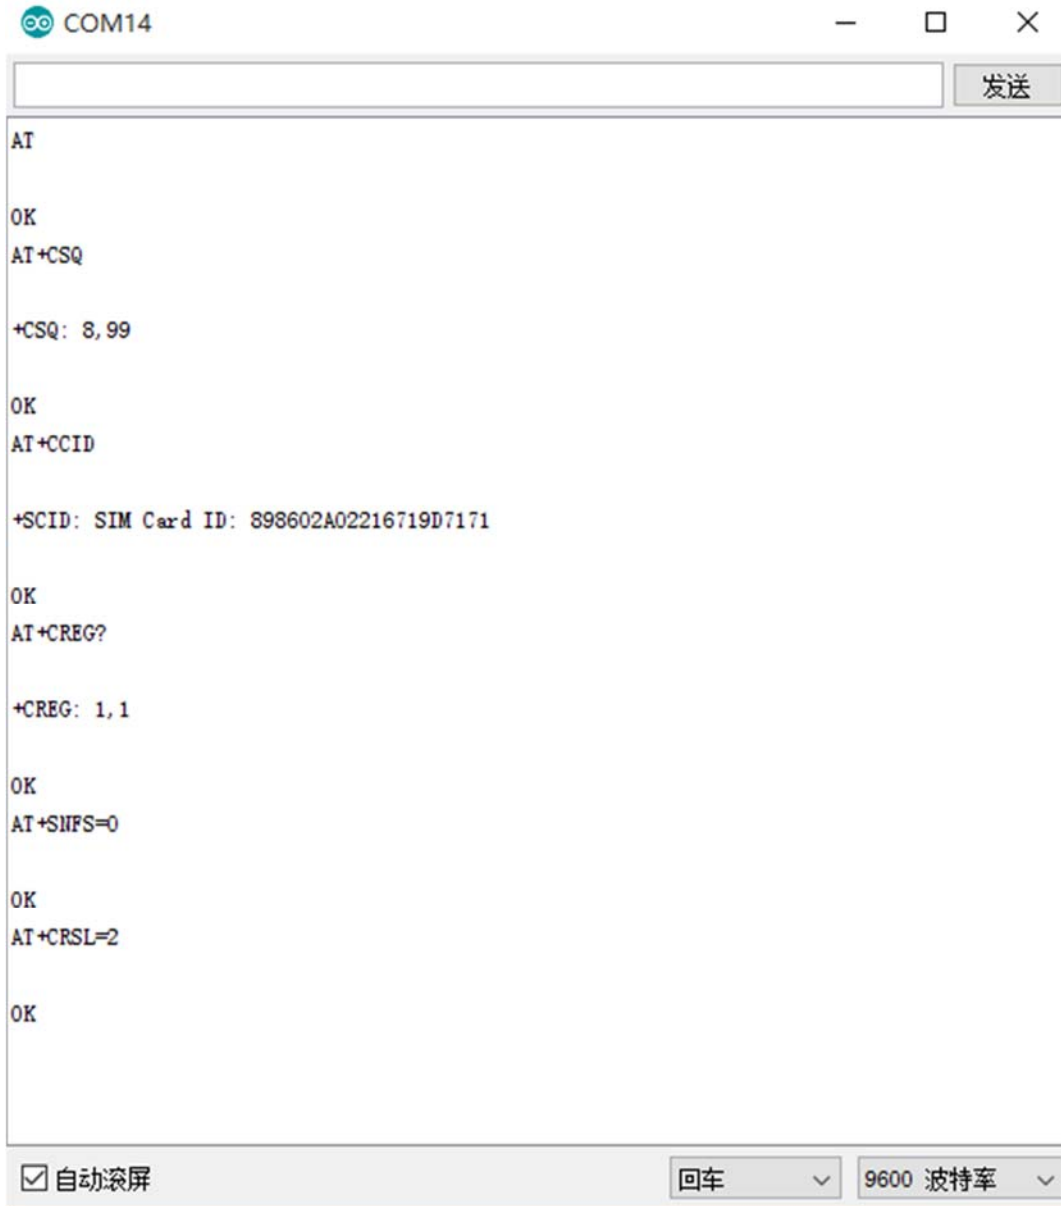 COM14
发送
AT
OK
AT+CSQ
+CSQ: 8,99
OK
AT+CCID
+SCID: SIM Card ID: 898602A02216719D7171
OK
AT+CREG?
+CREG: 1,1
OK
AT+SNFS=0
OK
AT+CRSL=2
OK
自动滚屏
回车
9600 波特率